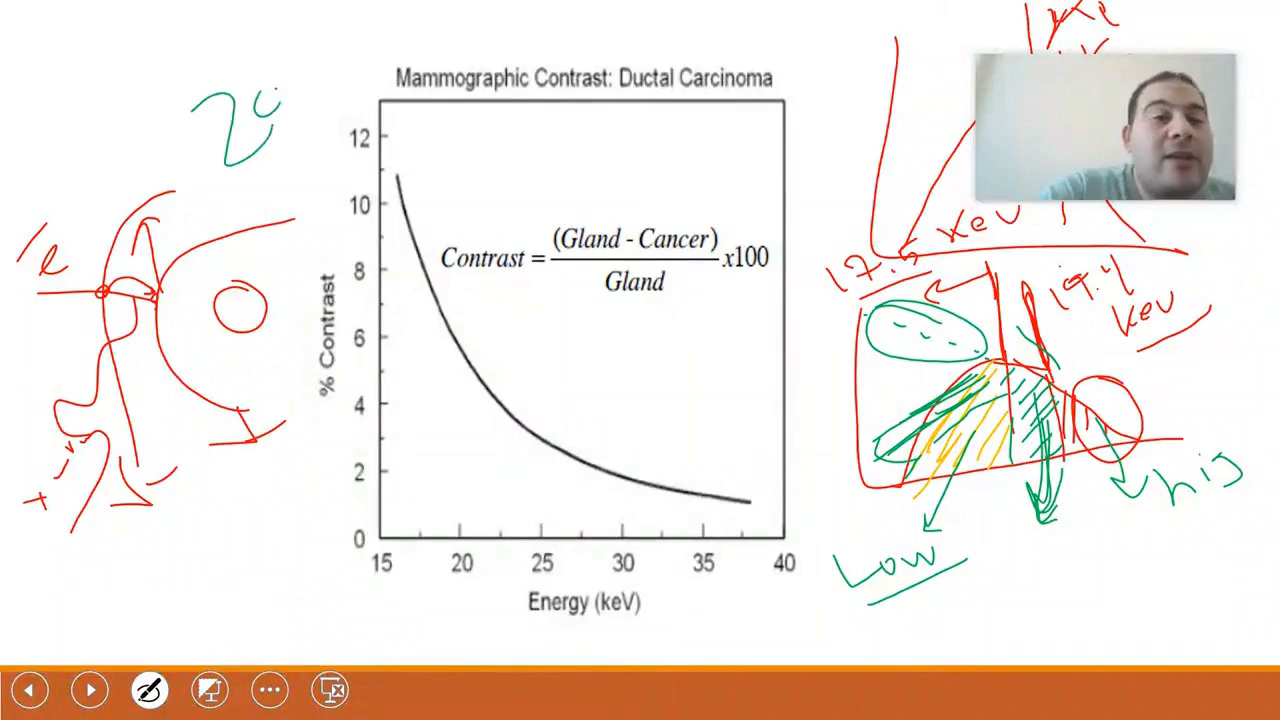 Mammographic Contrast: Ductal Carcinoma
Contrast = (Gland - Cancer) / Gland x100
% Contrast
12
10
8
6
4
2
0
15 20 25 30 35 40
Energy (keV)
keV
17.5
19.4
keV
Low